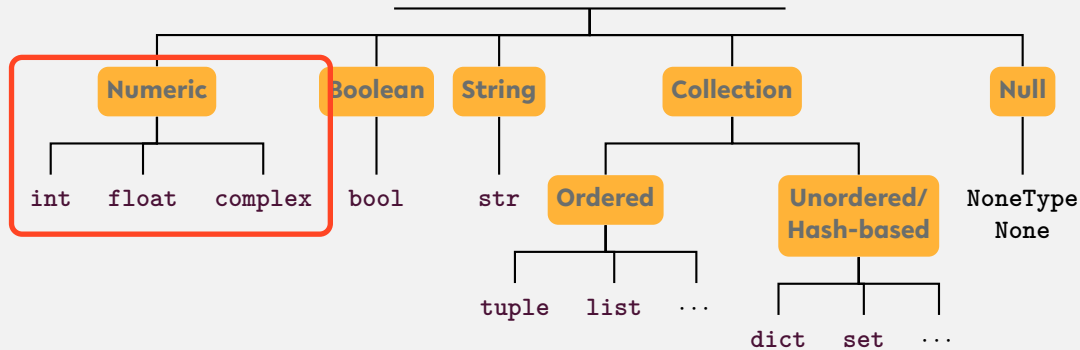 Numeric
Boolean
String
Collection
Null
int
float
complex
bool
str
Ordered
Unordered/
Hash-based
NoneType
None
tuple
list
...
dict
set
...